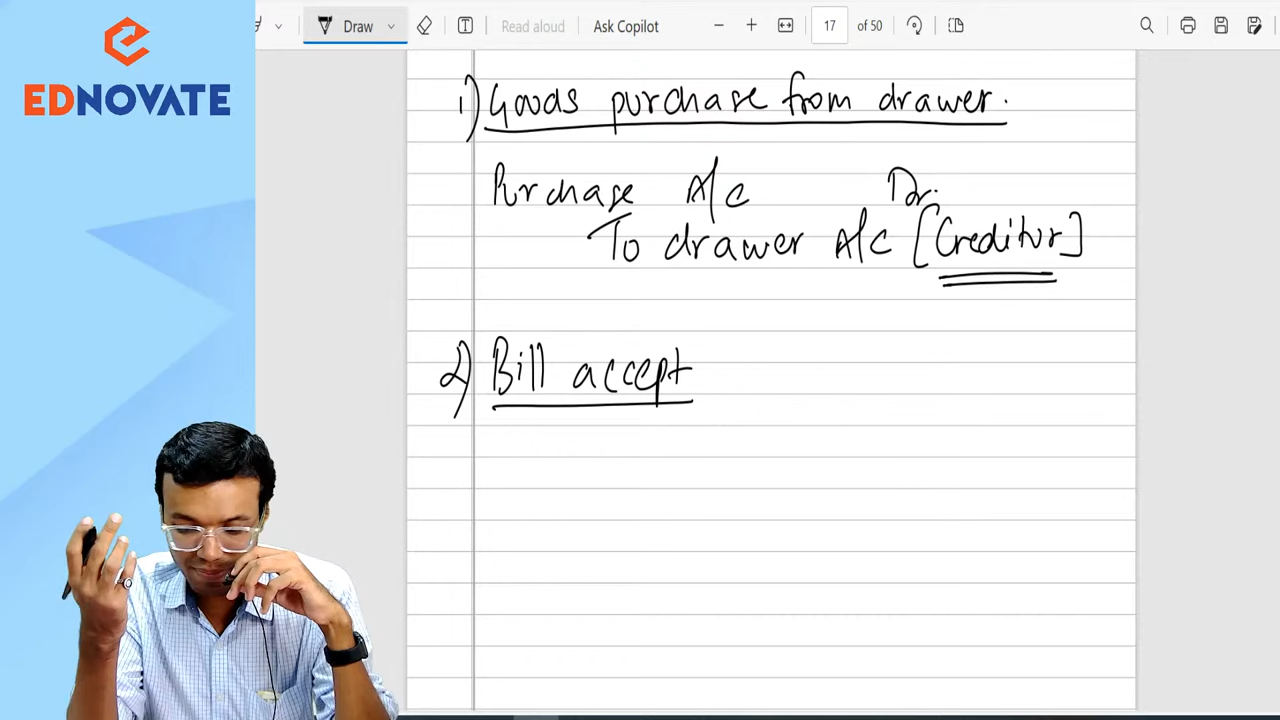 EDNOVATE
Draw
Read aloud
Ask Copilot
17 of 50
1) Goods purchase from drawer.
Purchase A/c Dr.
To drawer A/c [Creditor]
2) Bill accept